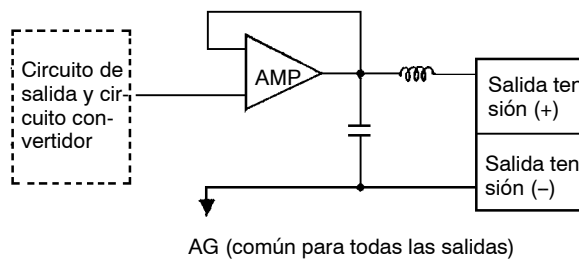 Circuito de
salida y cir-
cuito con-
vertidor
AMP
Salida ten
sión (+)
Salida ten
sión (–)
AG (común para todas las salidas)